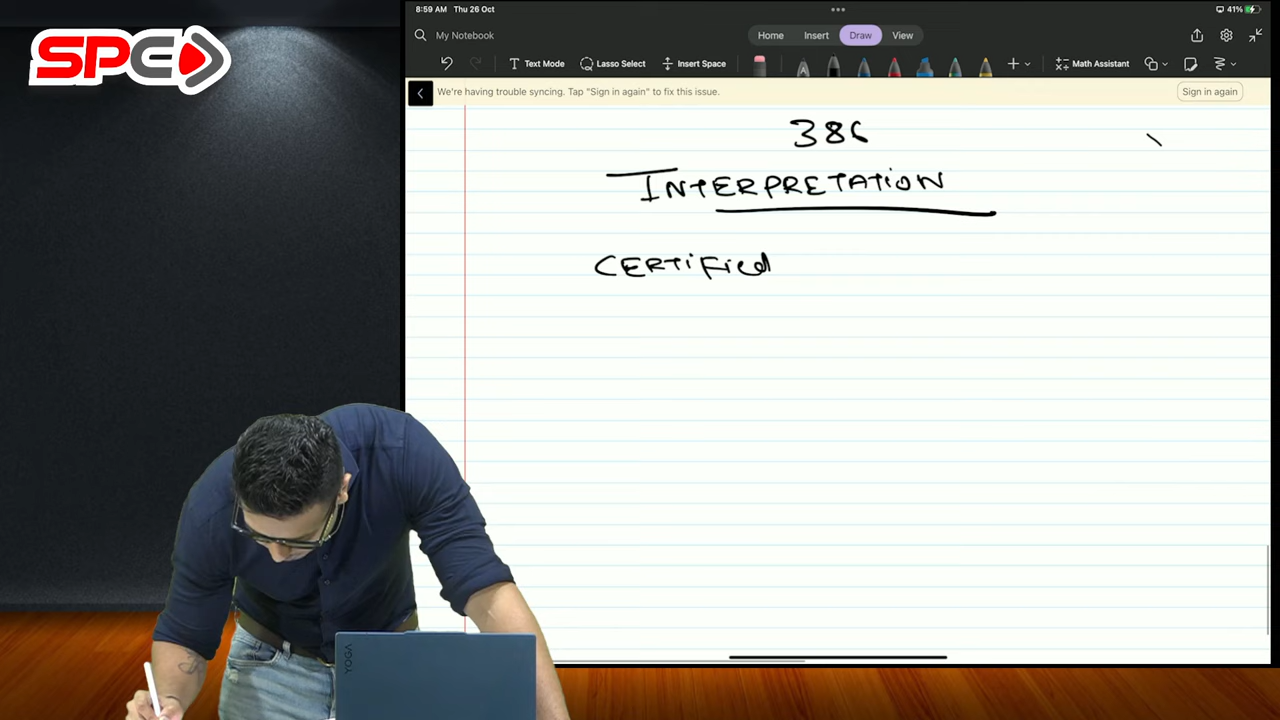 SPE
8:59 AM Thu 26 Oct
41%
My Notebook
Home Insert Draw View
Text Mode Lasso Select Insert Space Math Assistant
We're having trouble syncing. Tap "Sign in again" to fix this issue.
Sign in again
386
INTERPRETATION
CERTified
YOGA